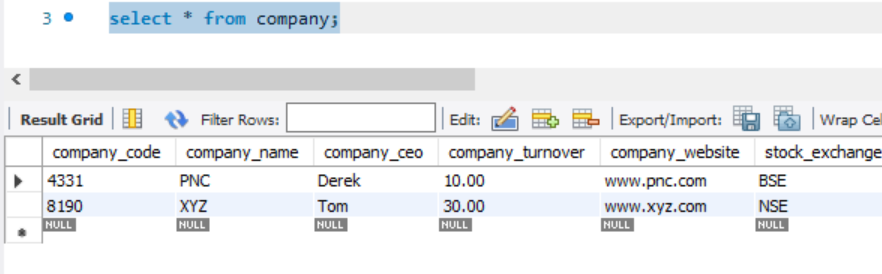 3 select * from company;
Result Grid Filter Rows: Edit: Export/Import: Wrap Ce
company_code company_name company_ceo company_turnover company_website stock_exchange
4331 PNC Derek 10.00 www.pnc.com BSE
8190 XYZ Tom 30.00 www.xyz.com NSE
NULL NULL NULL NULL NULL NULL